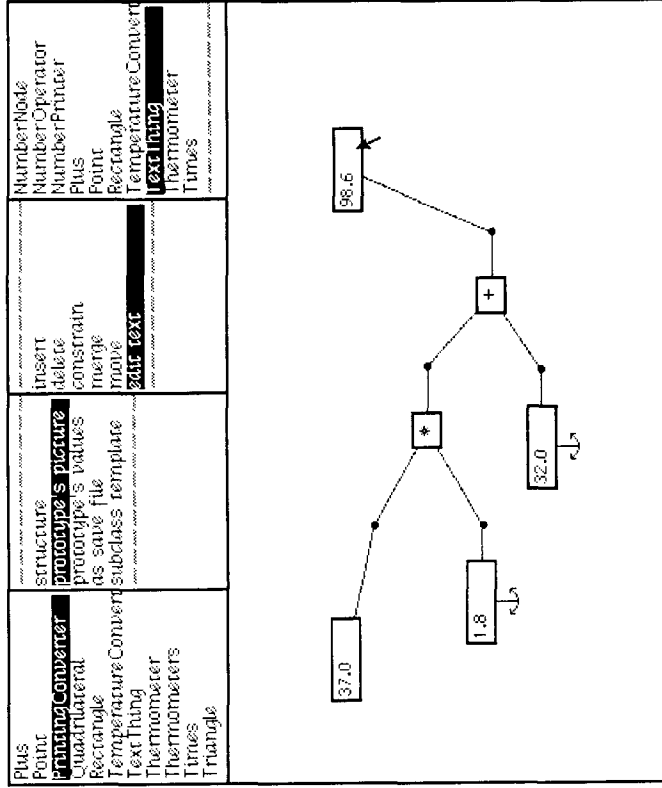 Plus
Point
PrintingConverter
Quadrilateral
Rectangle
TemperatureConvert
TextThing
Thermometer
Thermometers
Times
Triangle
structure
prototype's picture
prototype's values
as save file
subclass template
insert
delete
constrain
merge
move
edit text
NumberNode
NumberOperator
NumberPrinter
Plus
Point
Rectangle
TemperatureConvert
TextThing
Thermometer
Times
37.0
1.8
*
32.0
+
98.6